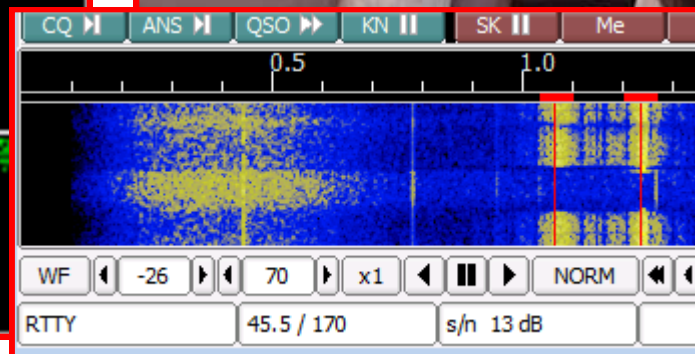 CQ ANS QSO KN SK Me
0.5 1.0
WF -26 70 x1 NORM
RTTY 45.5 / 170 s/n 13 dB